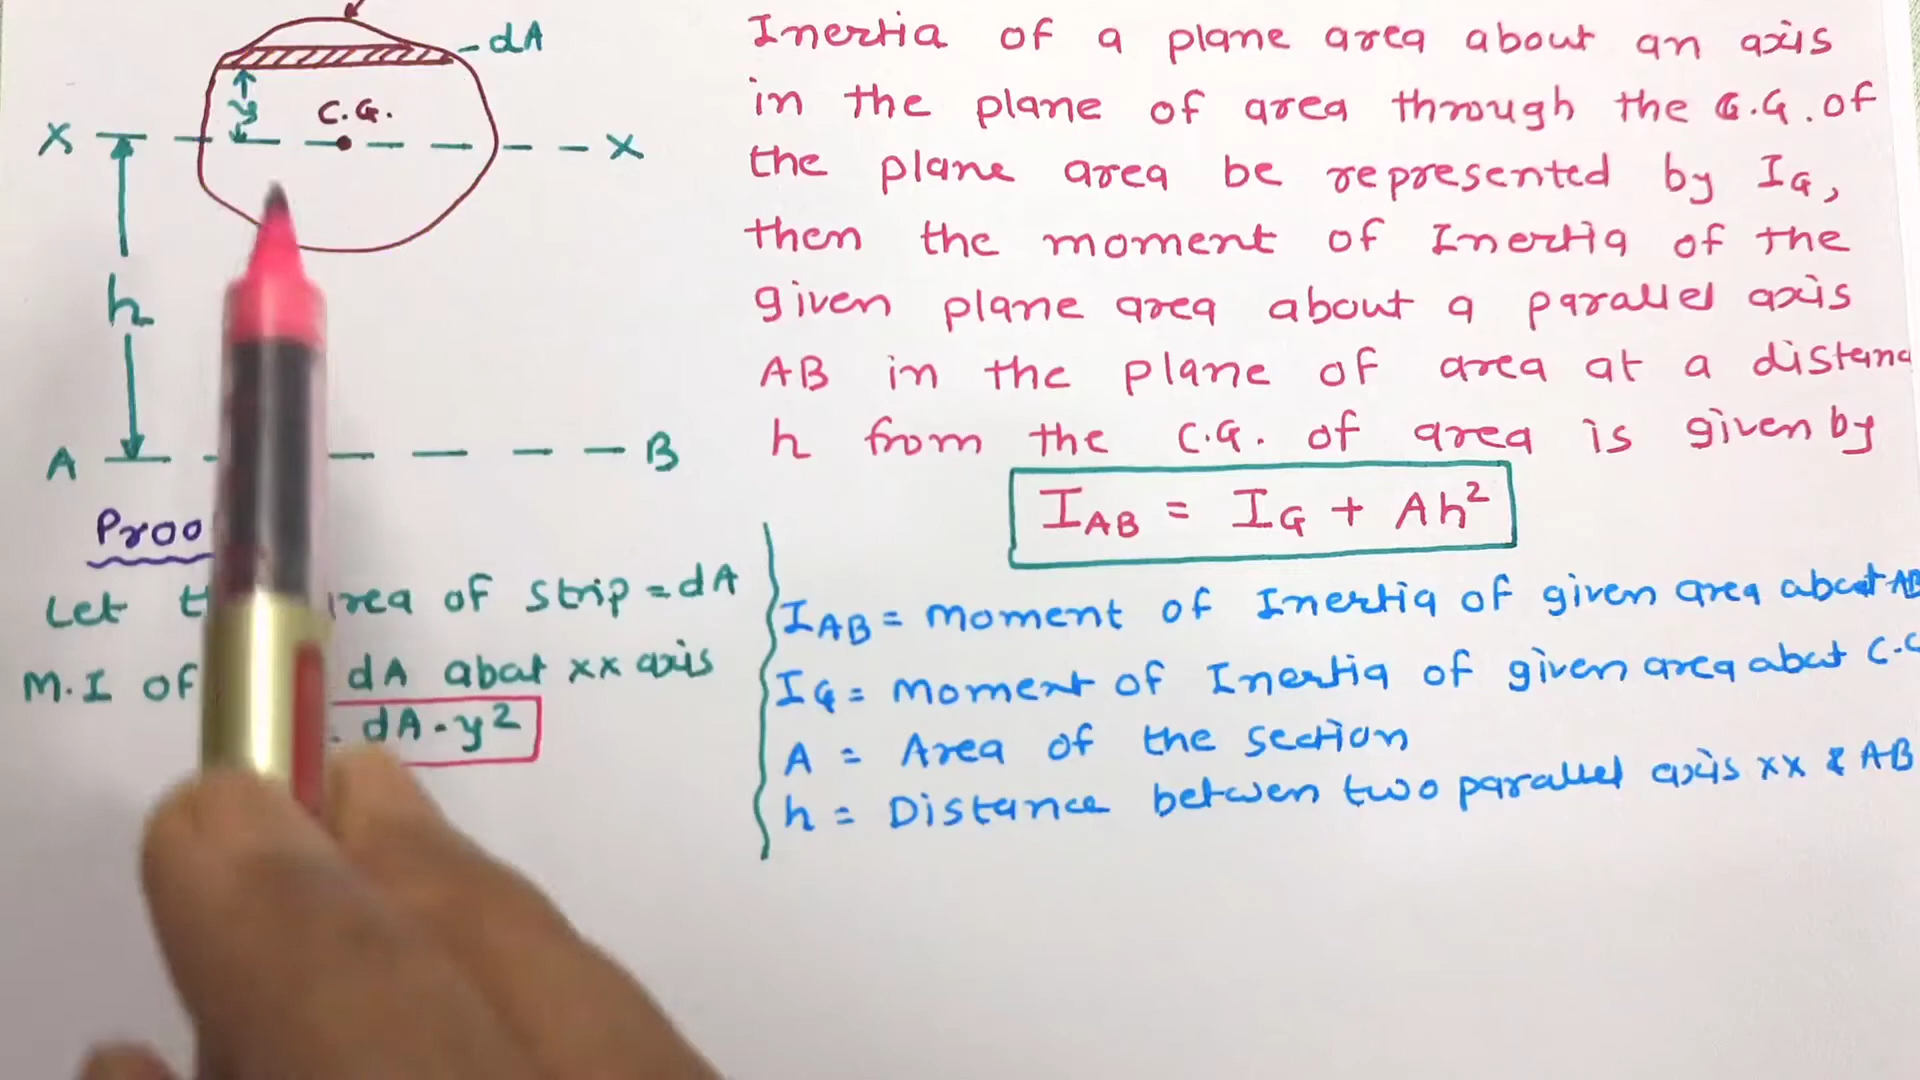 dA
y
C.G.
X
X
h
A
B
Inertia of a plane area about an axis
in the plane of area through the C.G. of
the plane area be represented by IG,
then the moment of Inertia of the
given plane area about a parallel axis
AB in the plane of area at a distanc
h from the C.G. of area is given by
IAB = IG + Ah²
Proo
Let area of strip = dA
M.I of dA about xx axis
dA.y²
IAB = Moment of Inertia of given area about AB
IG = Moment of Inertia of given area about C.G
A = Area of the section
h = Distance betwen two parallel axis xx & AB